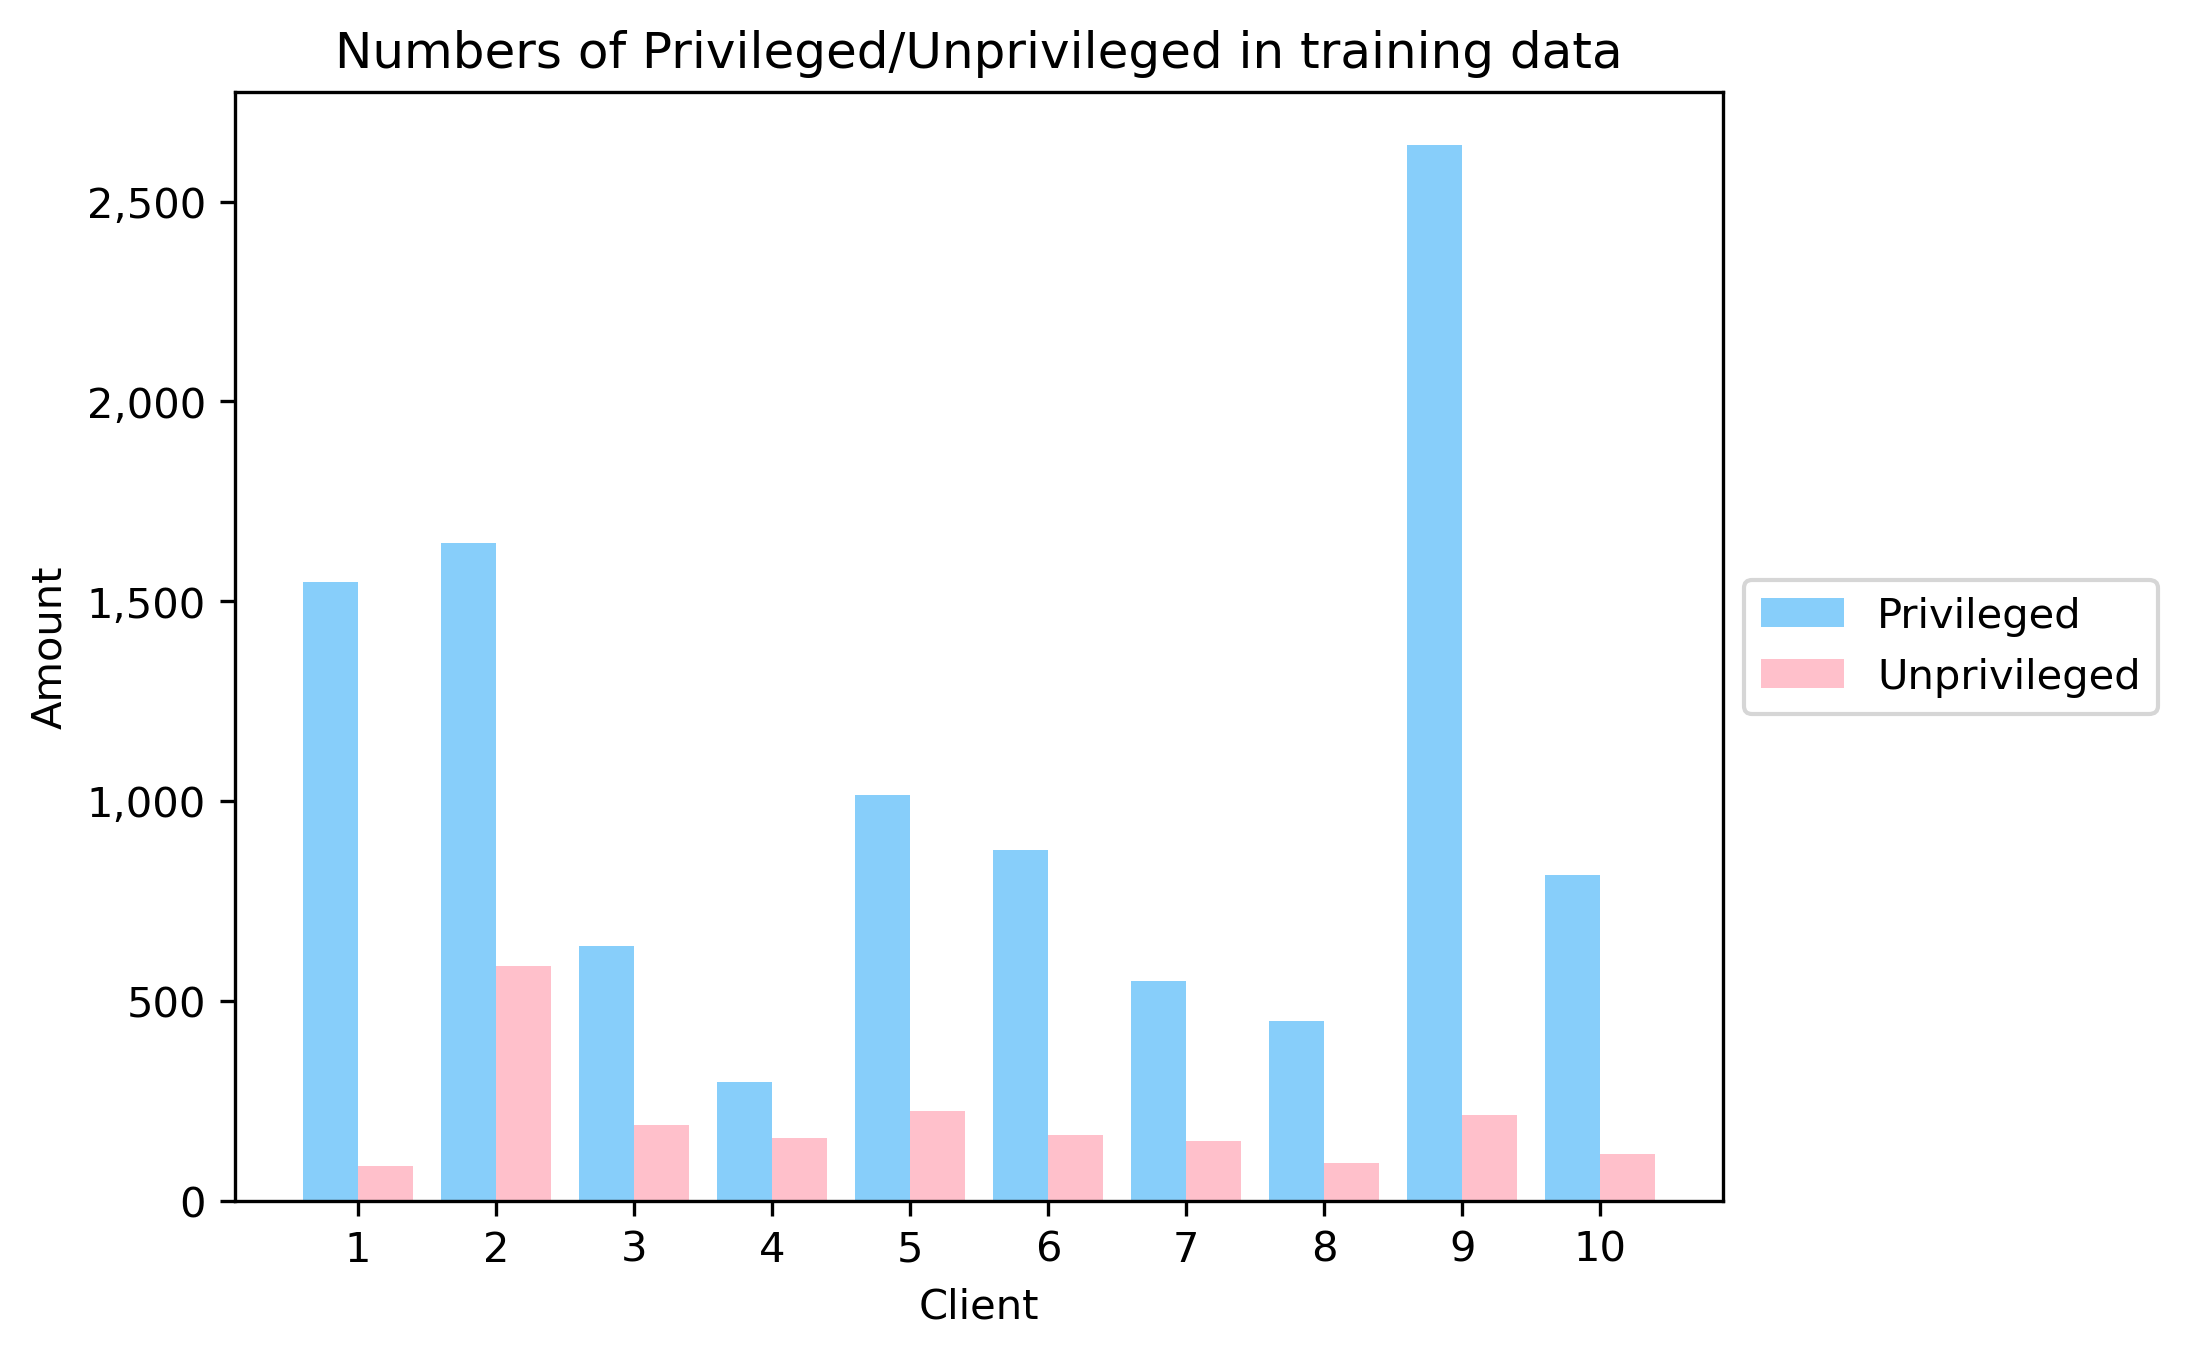 Numbers of Privileged/Unprivileged in training data
Amount
2,500
2,000
1,500
1,000
500
0
1 2 3 4 5 6 7 8 9 10
Client
Privileged
Unprivileged